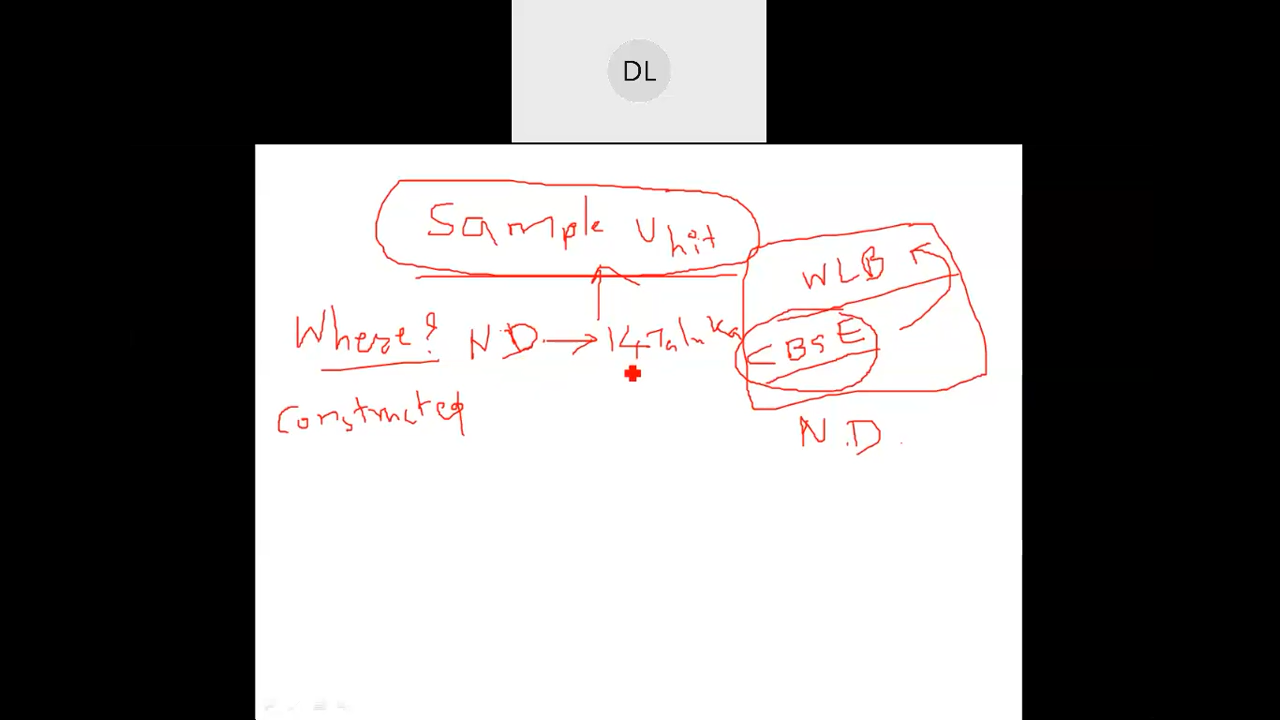 DL
Sample Unit
Where? ND → 14 Taluka
Constructed
WLB
BSE
N.D.